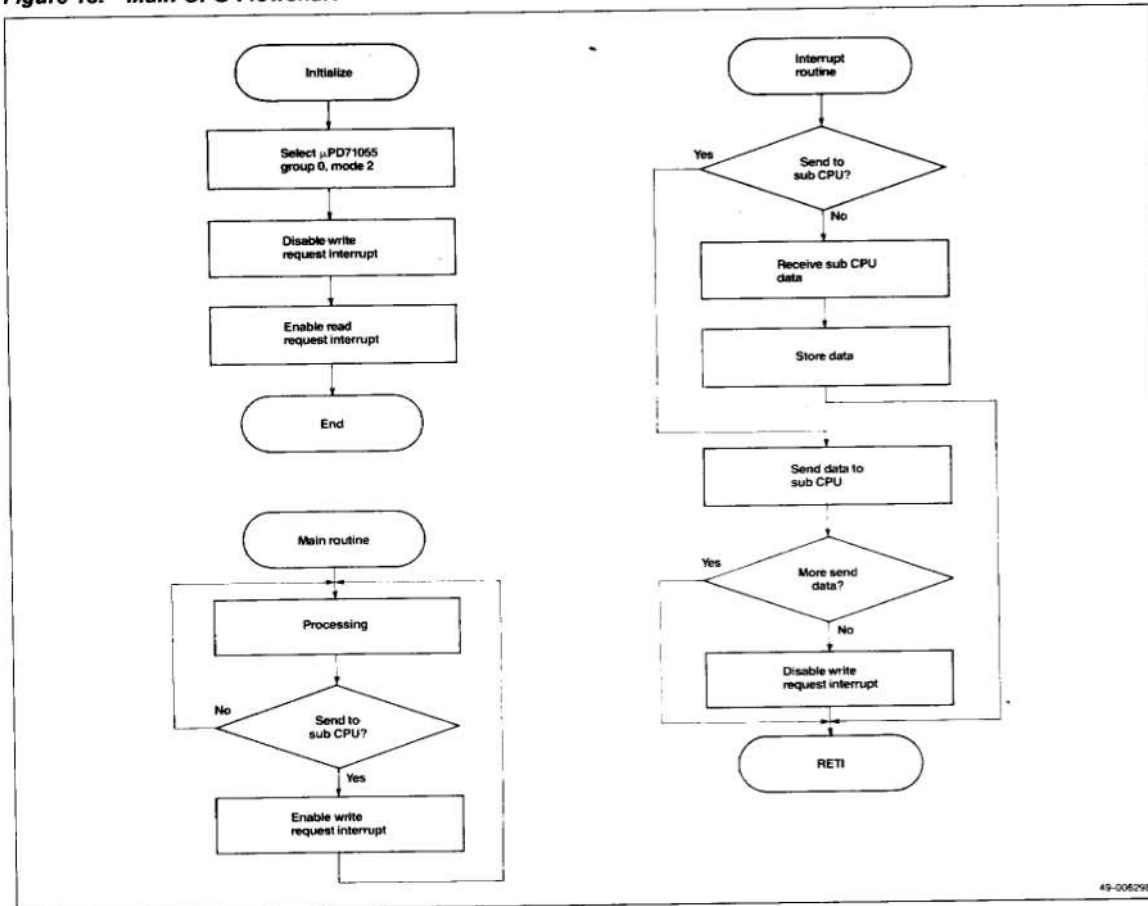 Initialize
Select µPD71055
group 0, mode 2
Disable write
request interrupt
Enable read
request interrupt
End
Main routine
Processing
No
Send to
sub CPU?
Yes
Enable write
request interrupt
Interrupt
routine
Yes
Send to
sub CPU?
No
Receive sub CPU
data
Store data
Send data to
sub CPU
Yes
More send
data?
No
Disable write
request interrupt
RETI